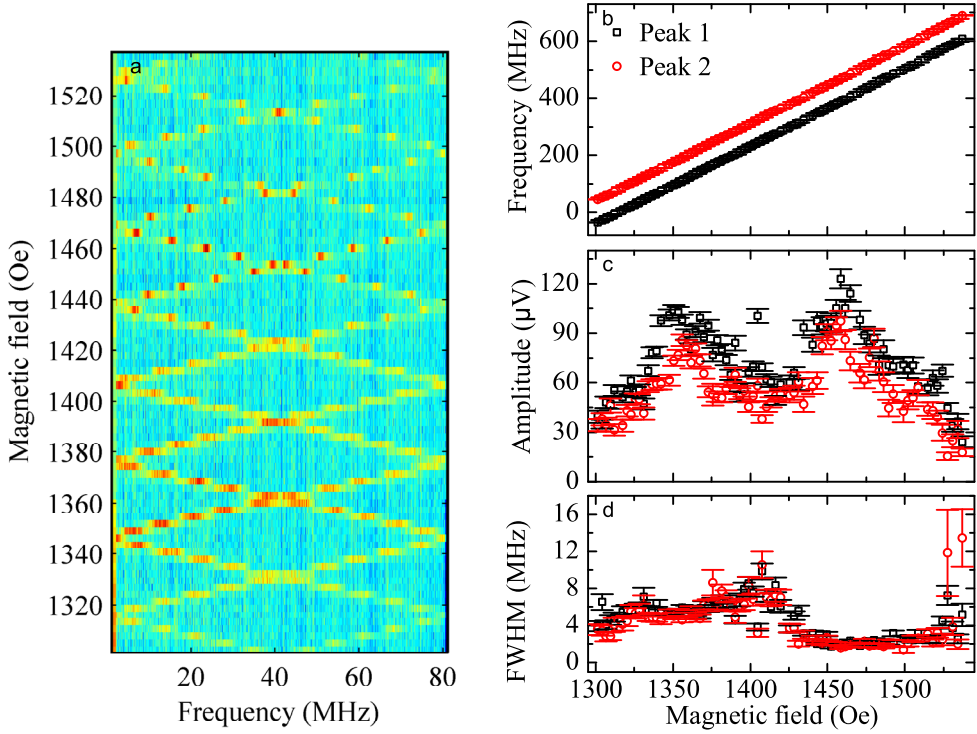 a
1520
1500
1480
1460
1440
1420
1400
1380
1360
1340
1320
Magnetic field (Oe)
20 40 60 80
Frequency (MHz)
b
Peak 1
Peak 2
600
400
200
0
Frequency (MHz)
c
120
90
60
30
0
Amplitude (µV)
d
16
12
8
4
0
FWHM (MHz)
1300 1350 1400 1450 1500
Magnetic field (Oe)